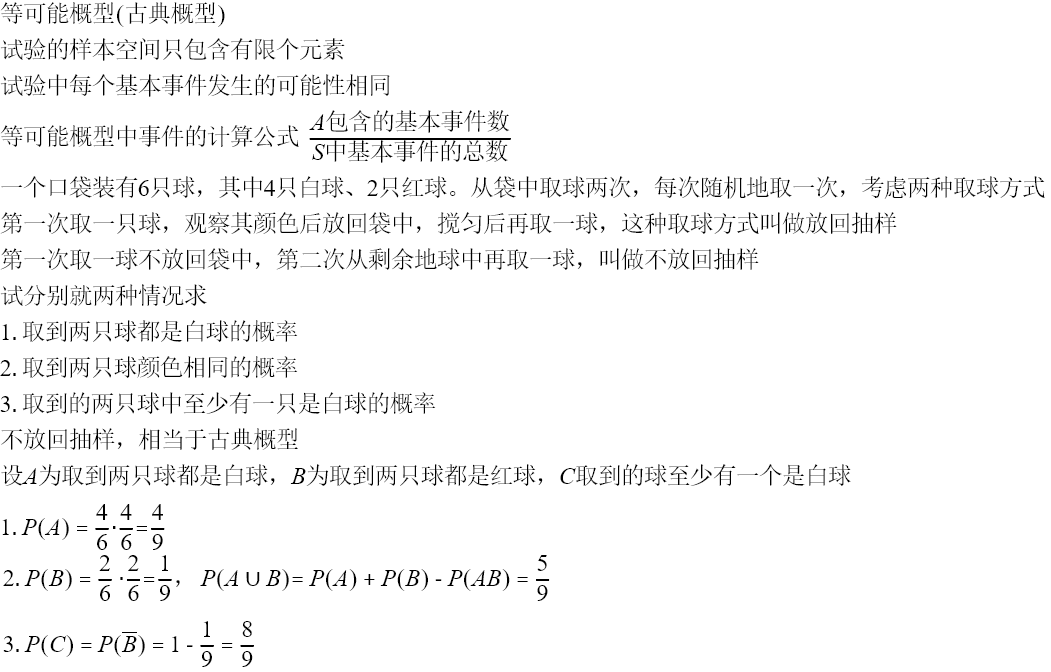 等可能概型(古典概型)
试验的样本空间只包含有限个元素
试验中每个基本事件发生的可能性相同
等可能概型中事件的计算公式 A包含的基本事件数/S中基本事件的总数
一个口袋装有6只球，其中4只白球、2只红球。从袋中取球两次，每次随机地取一次，考虑两种取球方式
第一次取一只球，观察其颜色后放回袋中，搅匀后再取一球，这种取球方式叫做放回抽样
第一次取一球不放回袋中，第二次从剩余地球中再取一球，叫做不放回抽样
试分别就两种情况求
1. 取到两只球都是白球的概率
2. 取到两只球颜色相同的概率
3. 取到的两只球中至少有一只是白球的概率
不放回抽样，相当于古典概型
设A为取到两只球都是白球，B为取到两只球都是红球，C取到的球至少有一个是白球
1. P(A) = 4/6·4/6=4/9
2. P(B) = 2/6·2/6=1/9， P(A ∪ B)= P(A) + P(B) - P(AB) = 5/9
3. P(C) = P(B̅) = 1 - 1/9 = 8/9